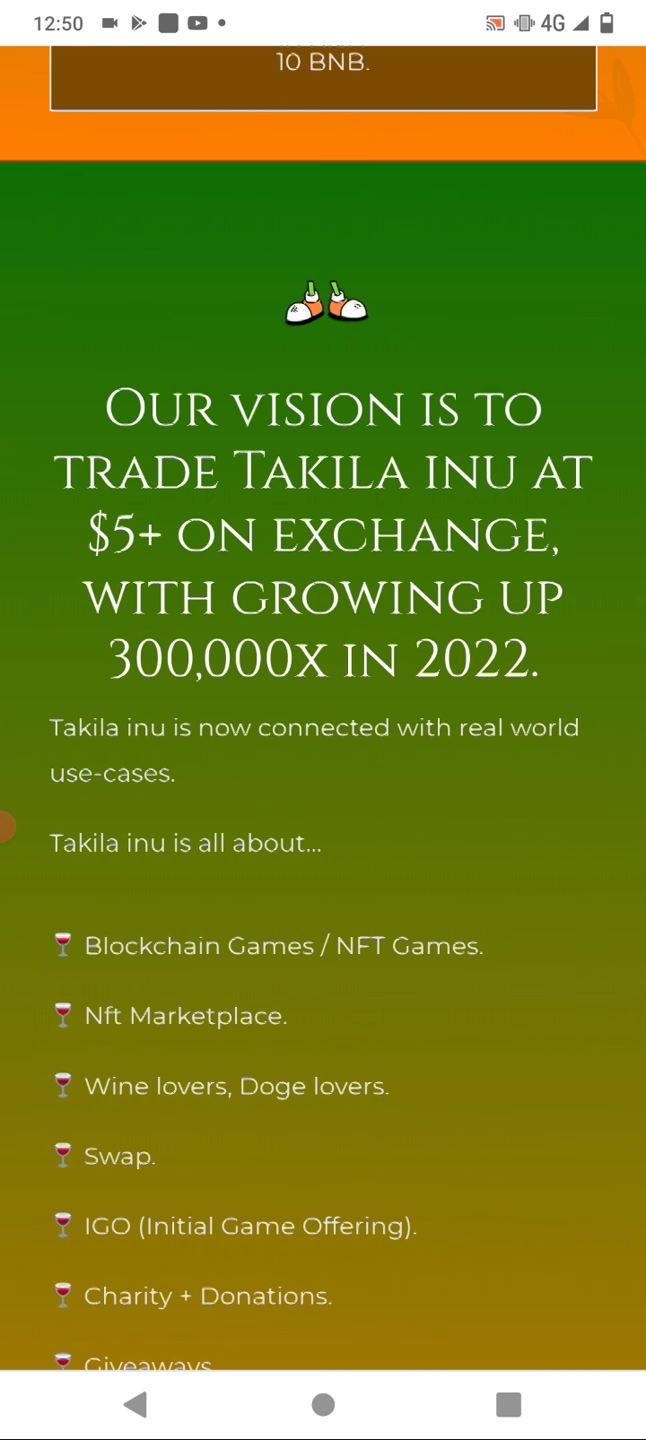 12:50
4G
10 BNB.
Our vision is to
trade Takila inu at
$5+ on exchange,
with growing up
300,000x in 2022.
Takila inu is now connected with real world
use-cases.
Takila inu is all about...
Blockchain Games / NFT Games.
Nft Marketplace.
Wine lovers, Doge lovers.
Swap.
IGO (Initial Game Offering).
Charity + Donations.
Giveaways